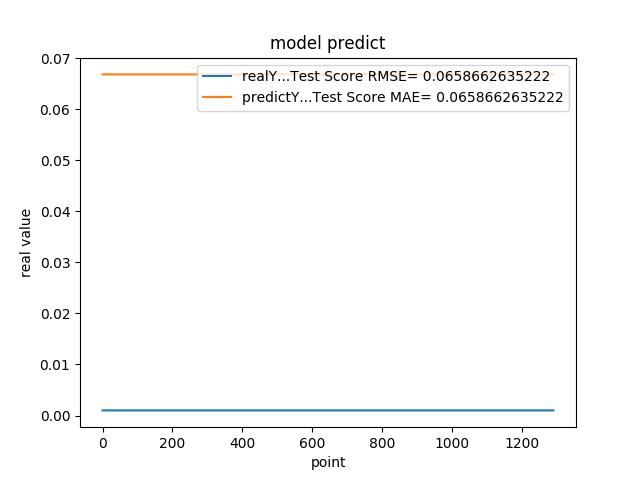 model predict
realY...Test Score RMSE= 0.0658662635222
predictY...Test Score MAE= 0.0658662635222
0.07
0.06
0.05
0.04
0.03
0.02
0.01
0.00
real value
0 200 400 600 800 1000 1200
point